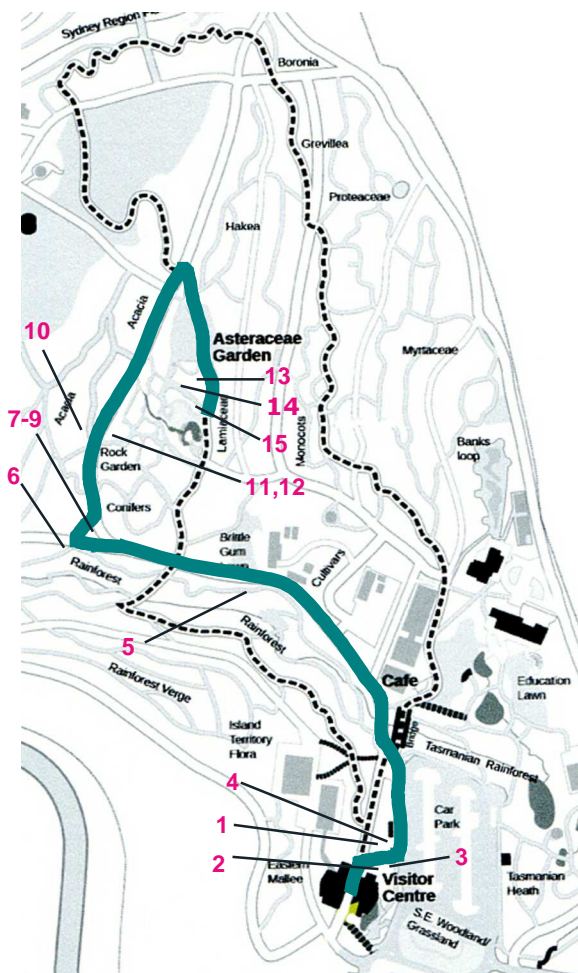 Sydney Region Fl
Boronia
Grevillea
Proteaceae
Hakea
Acacia
Asteraceae
Garden
Myrtaceae
10
13
14
Acacia
7-9
Lamiaceae
15
Monocots
Banks
loop
Rock
Garden
6
11,12
Conifers
Brittle
Gum
Cultivars
Rainforest
5
Rainforest
Rainforest Verge
Cafe
Education
Lawn
Island
Territory
Flora
Bridge
Tasmanian Rainforest
4
Car
Park
1
2
3
Eastern
Mallee
Visitor
Centre
Tasmanian
Heath
S.E. Woodland/
Grassland